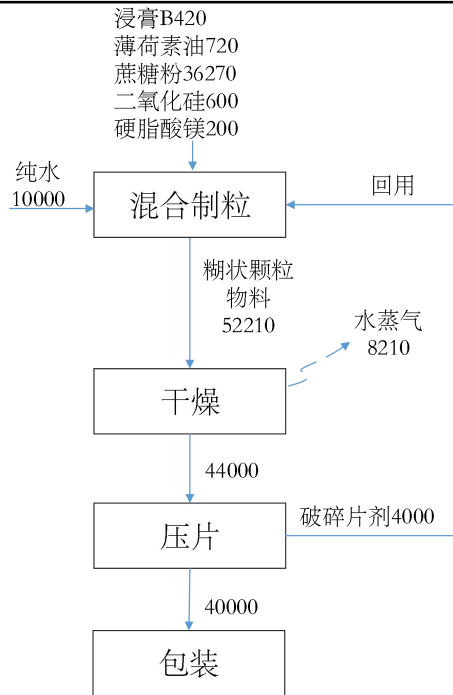 浸膏B420
薄荷素油720
蔗糖粉36270
二氧化硅600
硬脂酸镁200
纯水
10000
混合制粒
回用
糊状颗粒
物料
52210
水蒸气
8210
干燥
44000
压片
破碎片剂4000
40000
包装